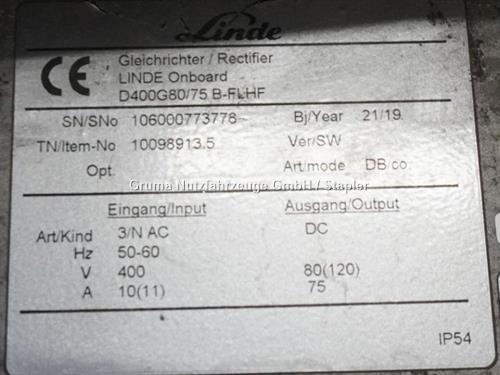 Linde
CE
Gleichrichter / Rectifier
LINDE Onboard
D400G80/75 B-FLHF
SN/SNo 106000773778 Bj/Year 21/19
TN/Item-No 10098913.5 Ver/SW
Opt. Art/mode DB co.
Gruma Nutzfahrzeuge GmbH / Stapler
Eingang/Input Ausgang/Output
Art/Kind 3/N AC DC
Hz 50-60
V 400 80(120)
A 10(11) 75
IP54